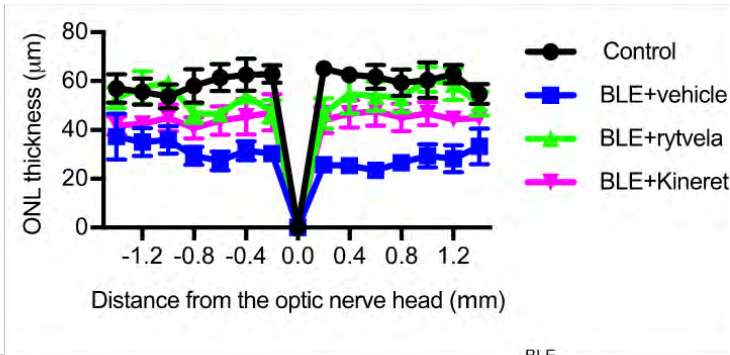 80
60
40
20
0
ONL thickness (μm)
-1.2 -0.8 -0.4 0.0 0.4 0.8 1.2
Distance from the optic nerve head (mm)
Control
BLE+vehicle
BLE+rytvela
BLE+Kineret
BLE